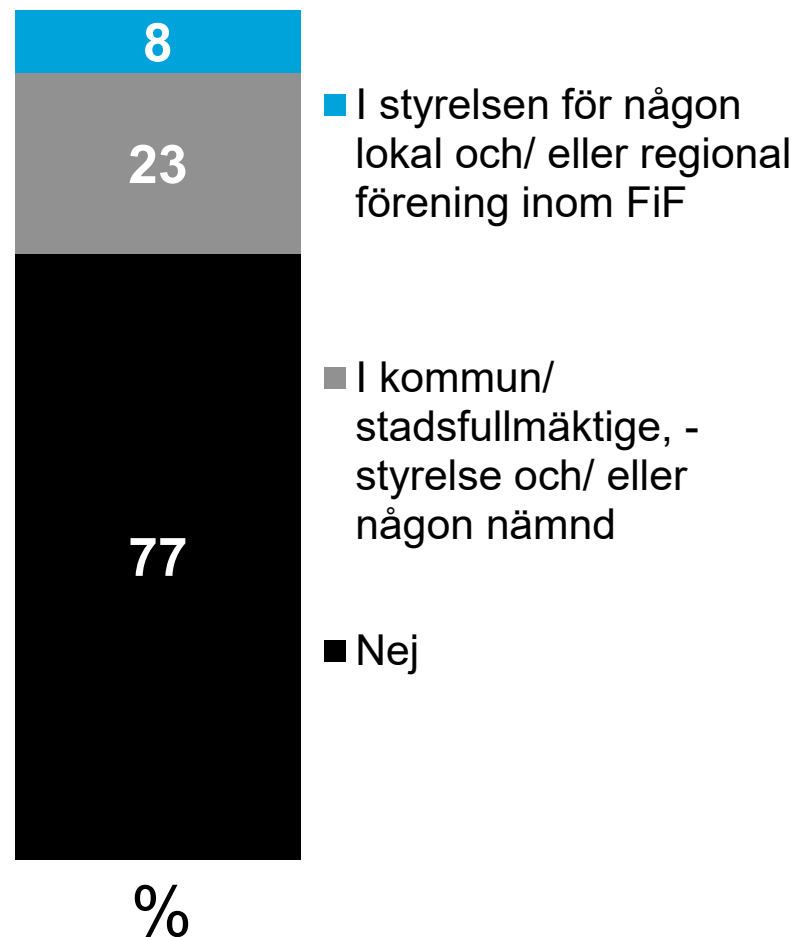 8
23
77
I styrelsen för någon
lokal och/ eller regional
förening inom FiF
I kommun/
stadsfullmäktige, -
styrelse och/ eller
någon nämnd
Nej
%